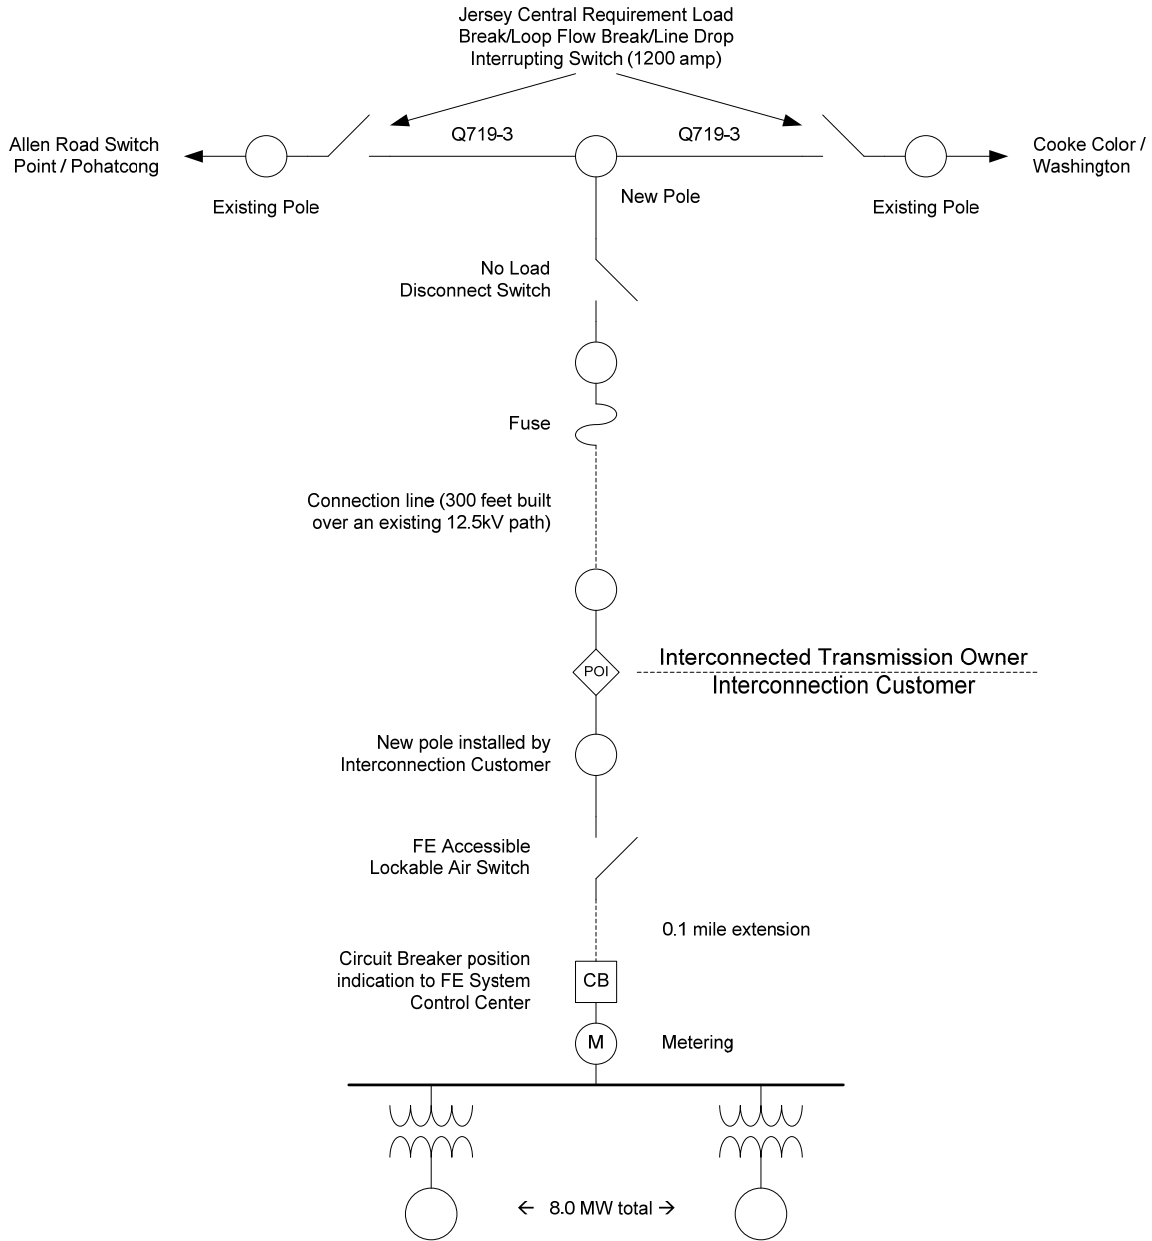 Jersey Central Requirement Load
Break/Loop Flow Break/Line Drop
Interrupting Switch (1200 amp)
Q719-3
Q719-3
Allen Road Switch
Point / Pohatcong
Cooke Color /
Washington
Existing Pole
New Pole
Existing Pole
No Load
Disconnect Switch
Fuse
Connection line (300 feet built
over an existing 12.5kV path)
Interconnected Transmission Owner
POI
Interconnection Customer
New pole installed by
Interconnection Customer
FE Accessible
Lockable Air Switch
0.1 mile extension
Circuit Breaker position
indication to FE System
Control Center
CB
M
Metering
← 8.0 MW total →